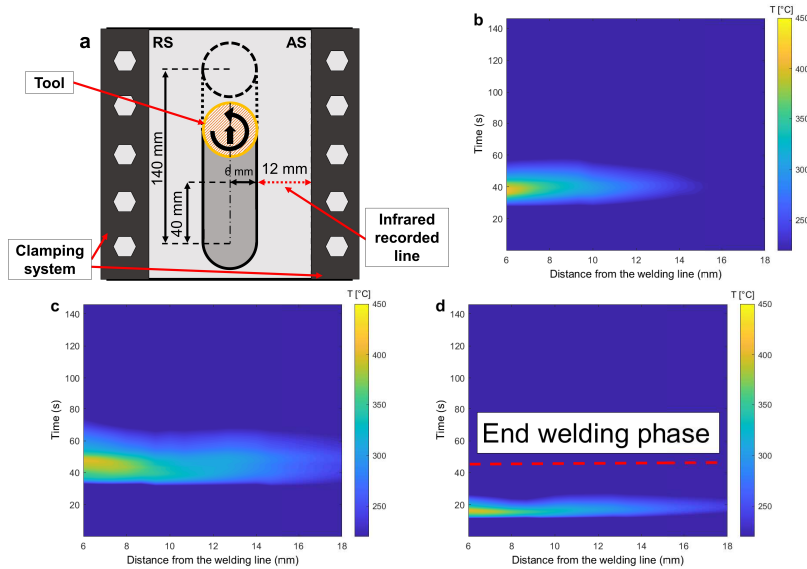 a
RS
AS
Tool
140 mm
40 mm
6 mm
12 mm
Infrared
recorded
line
Clamping
system
b
T [°C]
450
400
350
300
250
140
120
100
80
60
40
20
Time (s)
6
8
10
12
14
16
18
Distance from the welding line (mm)
c
T [°C]
450
400
350
300
250
140
120
100
80
60
40
20
Time (s)
6
8
10
12
14
16
18
Distance from the welding line (mm)
d
T [°C]
450
400
350
300
250
140
120
100
80
60
40
20
Time (s)
End welding phase
6
8
10
12
14
16
18
Distance from the welding line (mm)